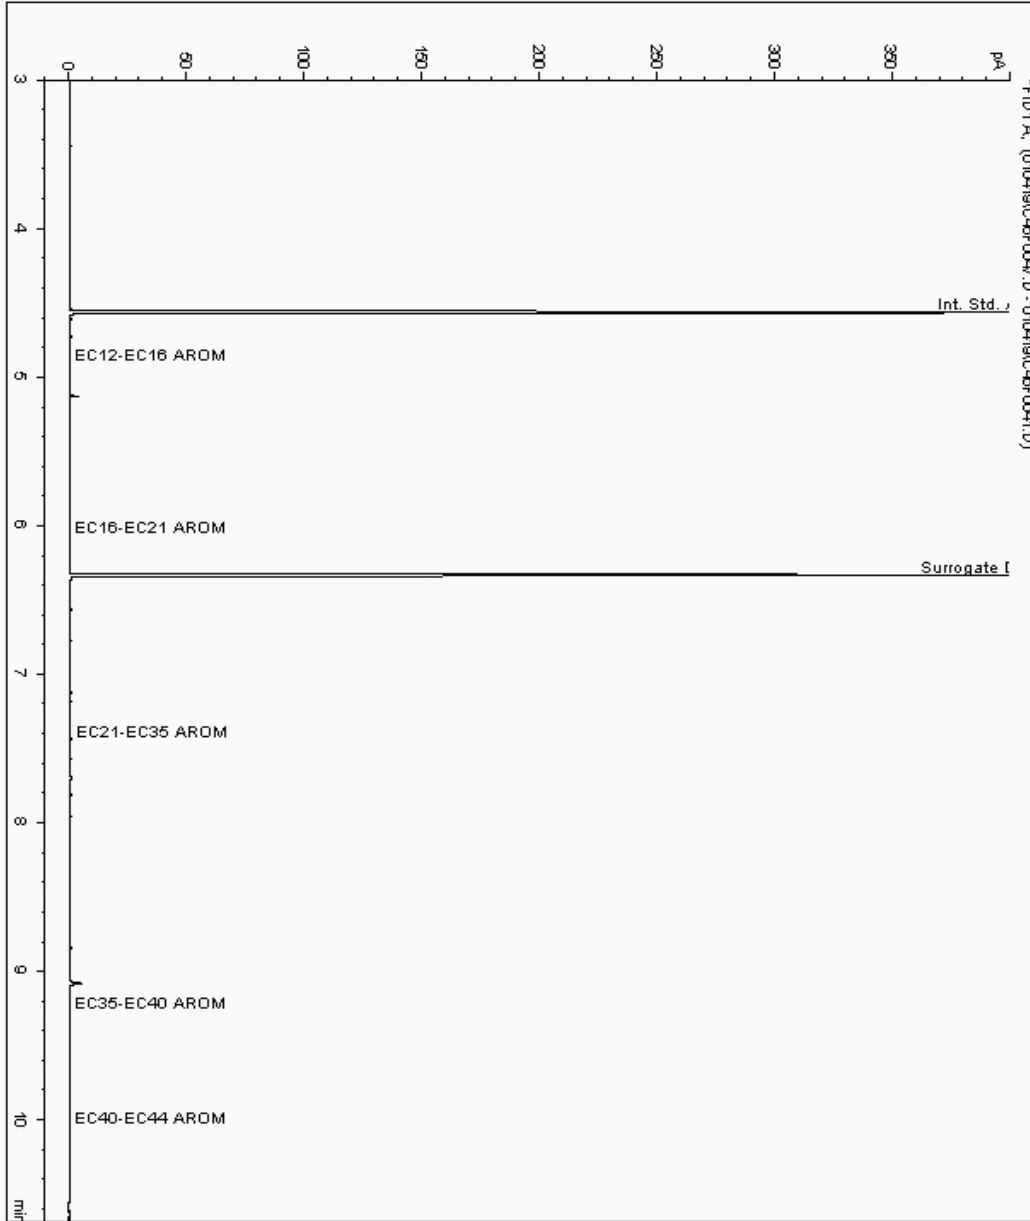 0
50
100
150
200
250
300
350
pA
3
Int. Std.
EC12-EC16 AROM
EC16-EC21 AROM
Surrogate
EC21-EC35 AROM
EC35-EC40 AROM
EC40-EC44 AROM
4
5
6
7
8
9
10
min